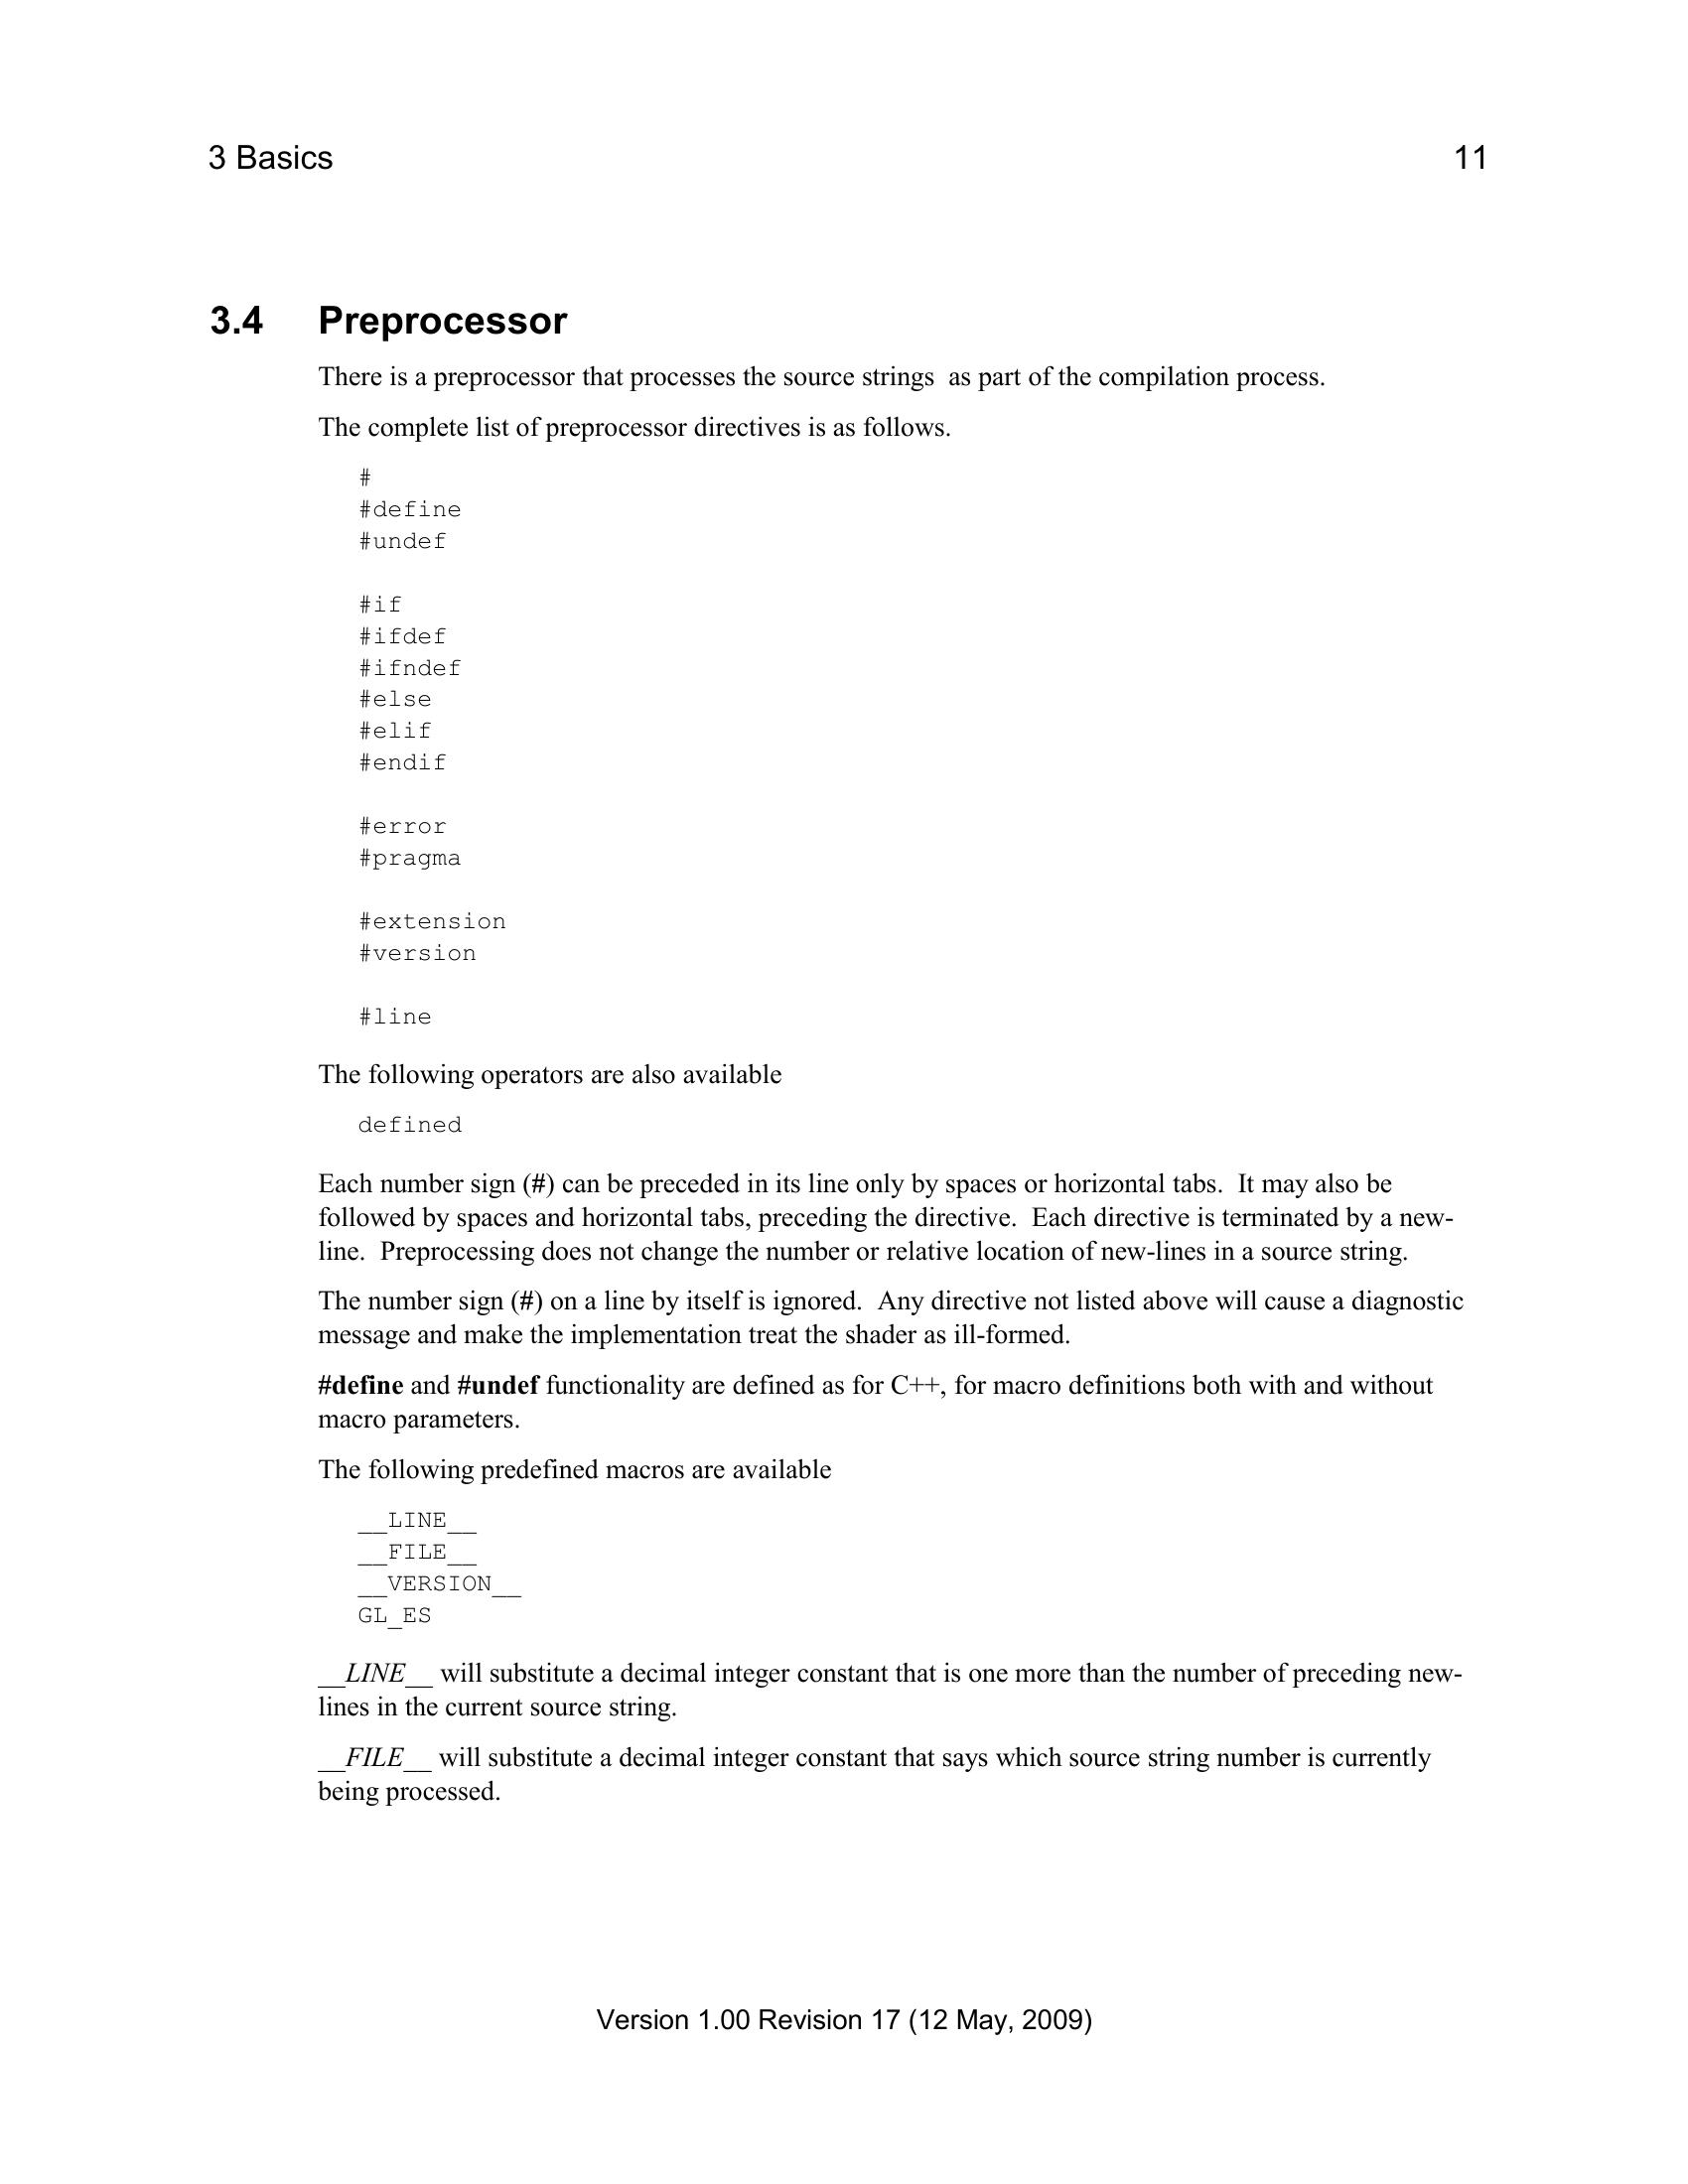 3 Basics 11
3.4 Preprocessor
There is a preprocessor that processes the source strings  as part of the compilation process.
The complete list of preprocessor directives is as follows.
#
#define
#undef
#if
#ifdef
#ifndef
#else
#elif
#endif
#error
#pragma
#extension
#version
#line
The following operators are also available
defined
Each number sign (#) can be preceded in its line only by spaces or horizontal tabs.  It may also be
followed by spaces and horizontal tabs, preceding the directive.  Each directive is terminated by a new-
line.  Preprocessing does not change the number or relative location of new-lines in a source string.
The number sign (#) on a line by itself is ignored.  Any directive not listed above will cause a diagnostic
message and make the implementation treat the shader as ill-formed.
#define and #undef functionality are defined as for C++, for macro definitions both with and without
macro parameters.
The following predefined macros are available
__LINE__
__FILE__
__VERSION__
GL_ES
__LINE__ will substitute a decimal integer constant that is one more than the number of preceding new-
lines in the current source string.
__FILE__ will substitute a decimal integer constant that says which source string number is currently
being processed.
Version 1.00 Revision 17 (12 May, 2009)